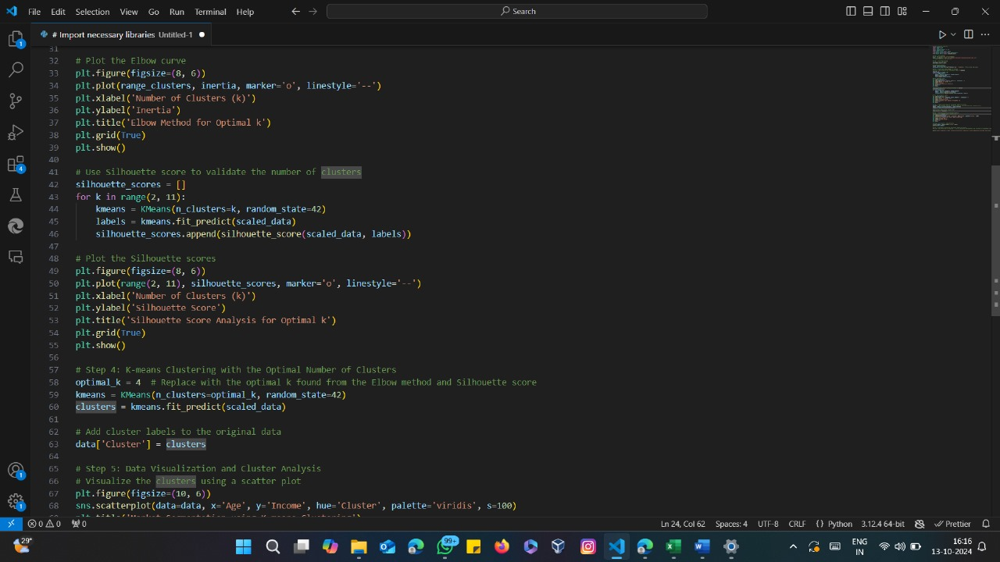 File Edit Selection View Go Run Terminal Help
Search
# Import necessary libraries Untitled-1
31
32 # Plot the Elbow curve
33 plt.figure(figsize=(8, 6))
34 plt.plot(range_clusters, inertia, marker='o', linestyle='--')
35 plt.xlabel('Number of Clusters (k)')
36 plt.ylabel('Inertia')
37 plt.title('Elbow Method for Optimal k')
38 plt.grid(True)
39 plt.show()
40
41 # Use Silhouette score to validate the number of clusters
42 silhouette_scores = []
43 for k in range(2, 11):
44 kmeans = KMeans(n_clusters=k, random_state=42)
45 labels = kmeans.fit_predict(scaled_data)
46 silhouette_scores.append(silhouette_score(scaled_data, labels))
47
48 # Plot the Silhouette scores
49 plt.figure(figsize=(8, 6))
50 plt.plot(range(2, 11), silhouette_scores, marker='o', linestyle='--')
51 plt.xlabel('Number of Clusters (k)')
52 plt.ylabel('Silhouette Score')
53 plt.title('Silhouette Score Analysis for Optimal k')
54 plt.grid(True)
55 plt.show()
56
57 # Step 4: K-means Clustering with the Optimal Number of Clusters
58 optimal_k = 4 # Replace with the optimal k found from the Elbow method and Silhouette score
59 kmeans = KMeans(n_clusters=optimal_k, random_state=42)
60 clusters = kmeans.fit_predict(scaled_data)
61
62 # Add cluster labels to the original data
63 data['Cluster'] = clusters
64
65 # Step 5: Data Visualization and Cluster Analysis
66 # Visualize the clusters using a scatter plot
67 plt.figure(figsize=(10, 6))
68 sns.scatterplot(data=data, x='Age', y='Income', hue='Cluster', palette='viridis', s=100)
69 plt.title('Market Segmentation using K-means Clustering')
1
4
1
1
0 0 0 Ln 24, Col 62 Spaces: 4 UTF-8 CRLF {} Python 3.12.4 64-bit Prettier
29° 99+ ENG 16:16
IN 13-10-2024